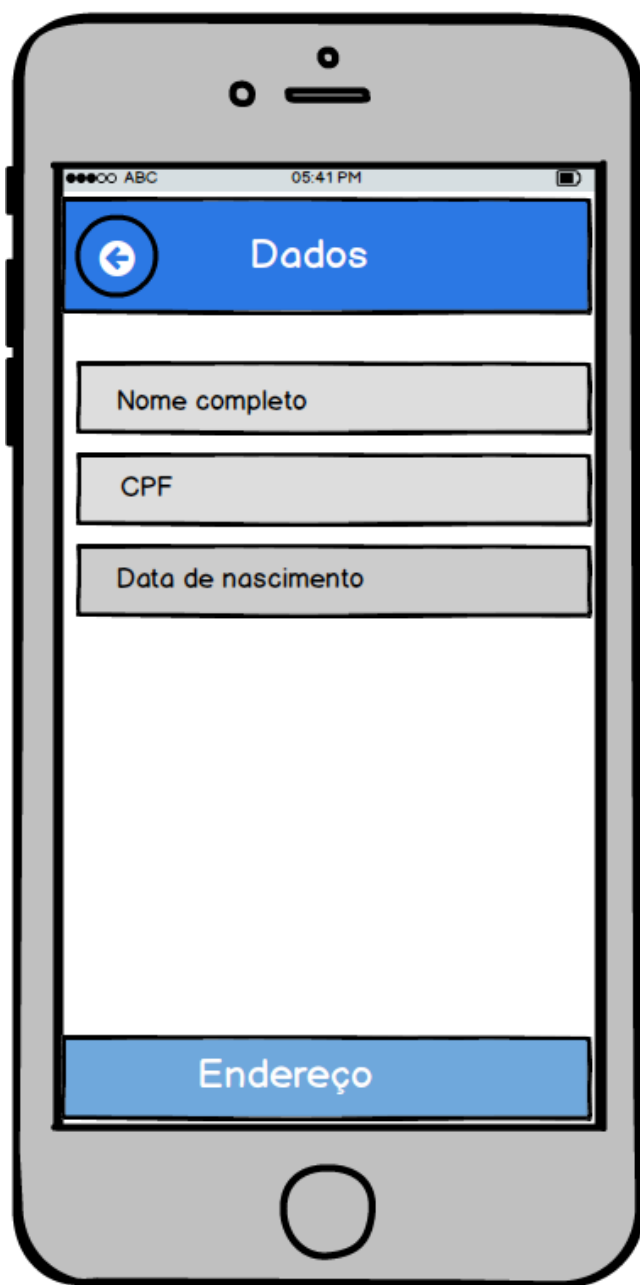 ABC 05:41 PM
Dados
Nome completo
CPF
Data de nascimento
Endereço